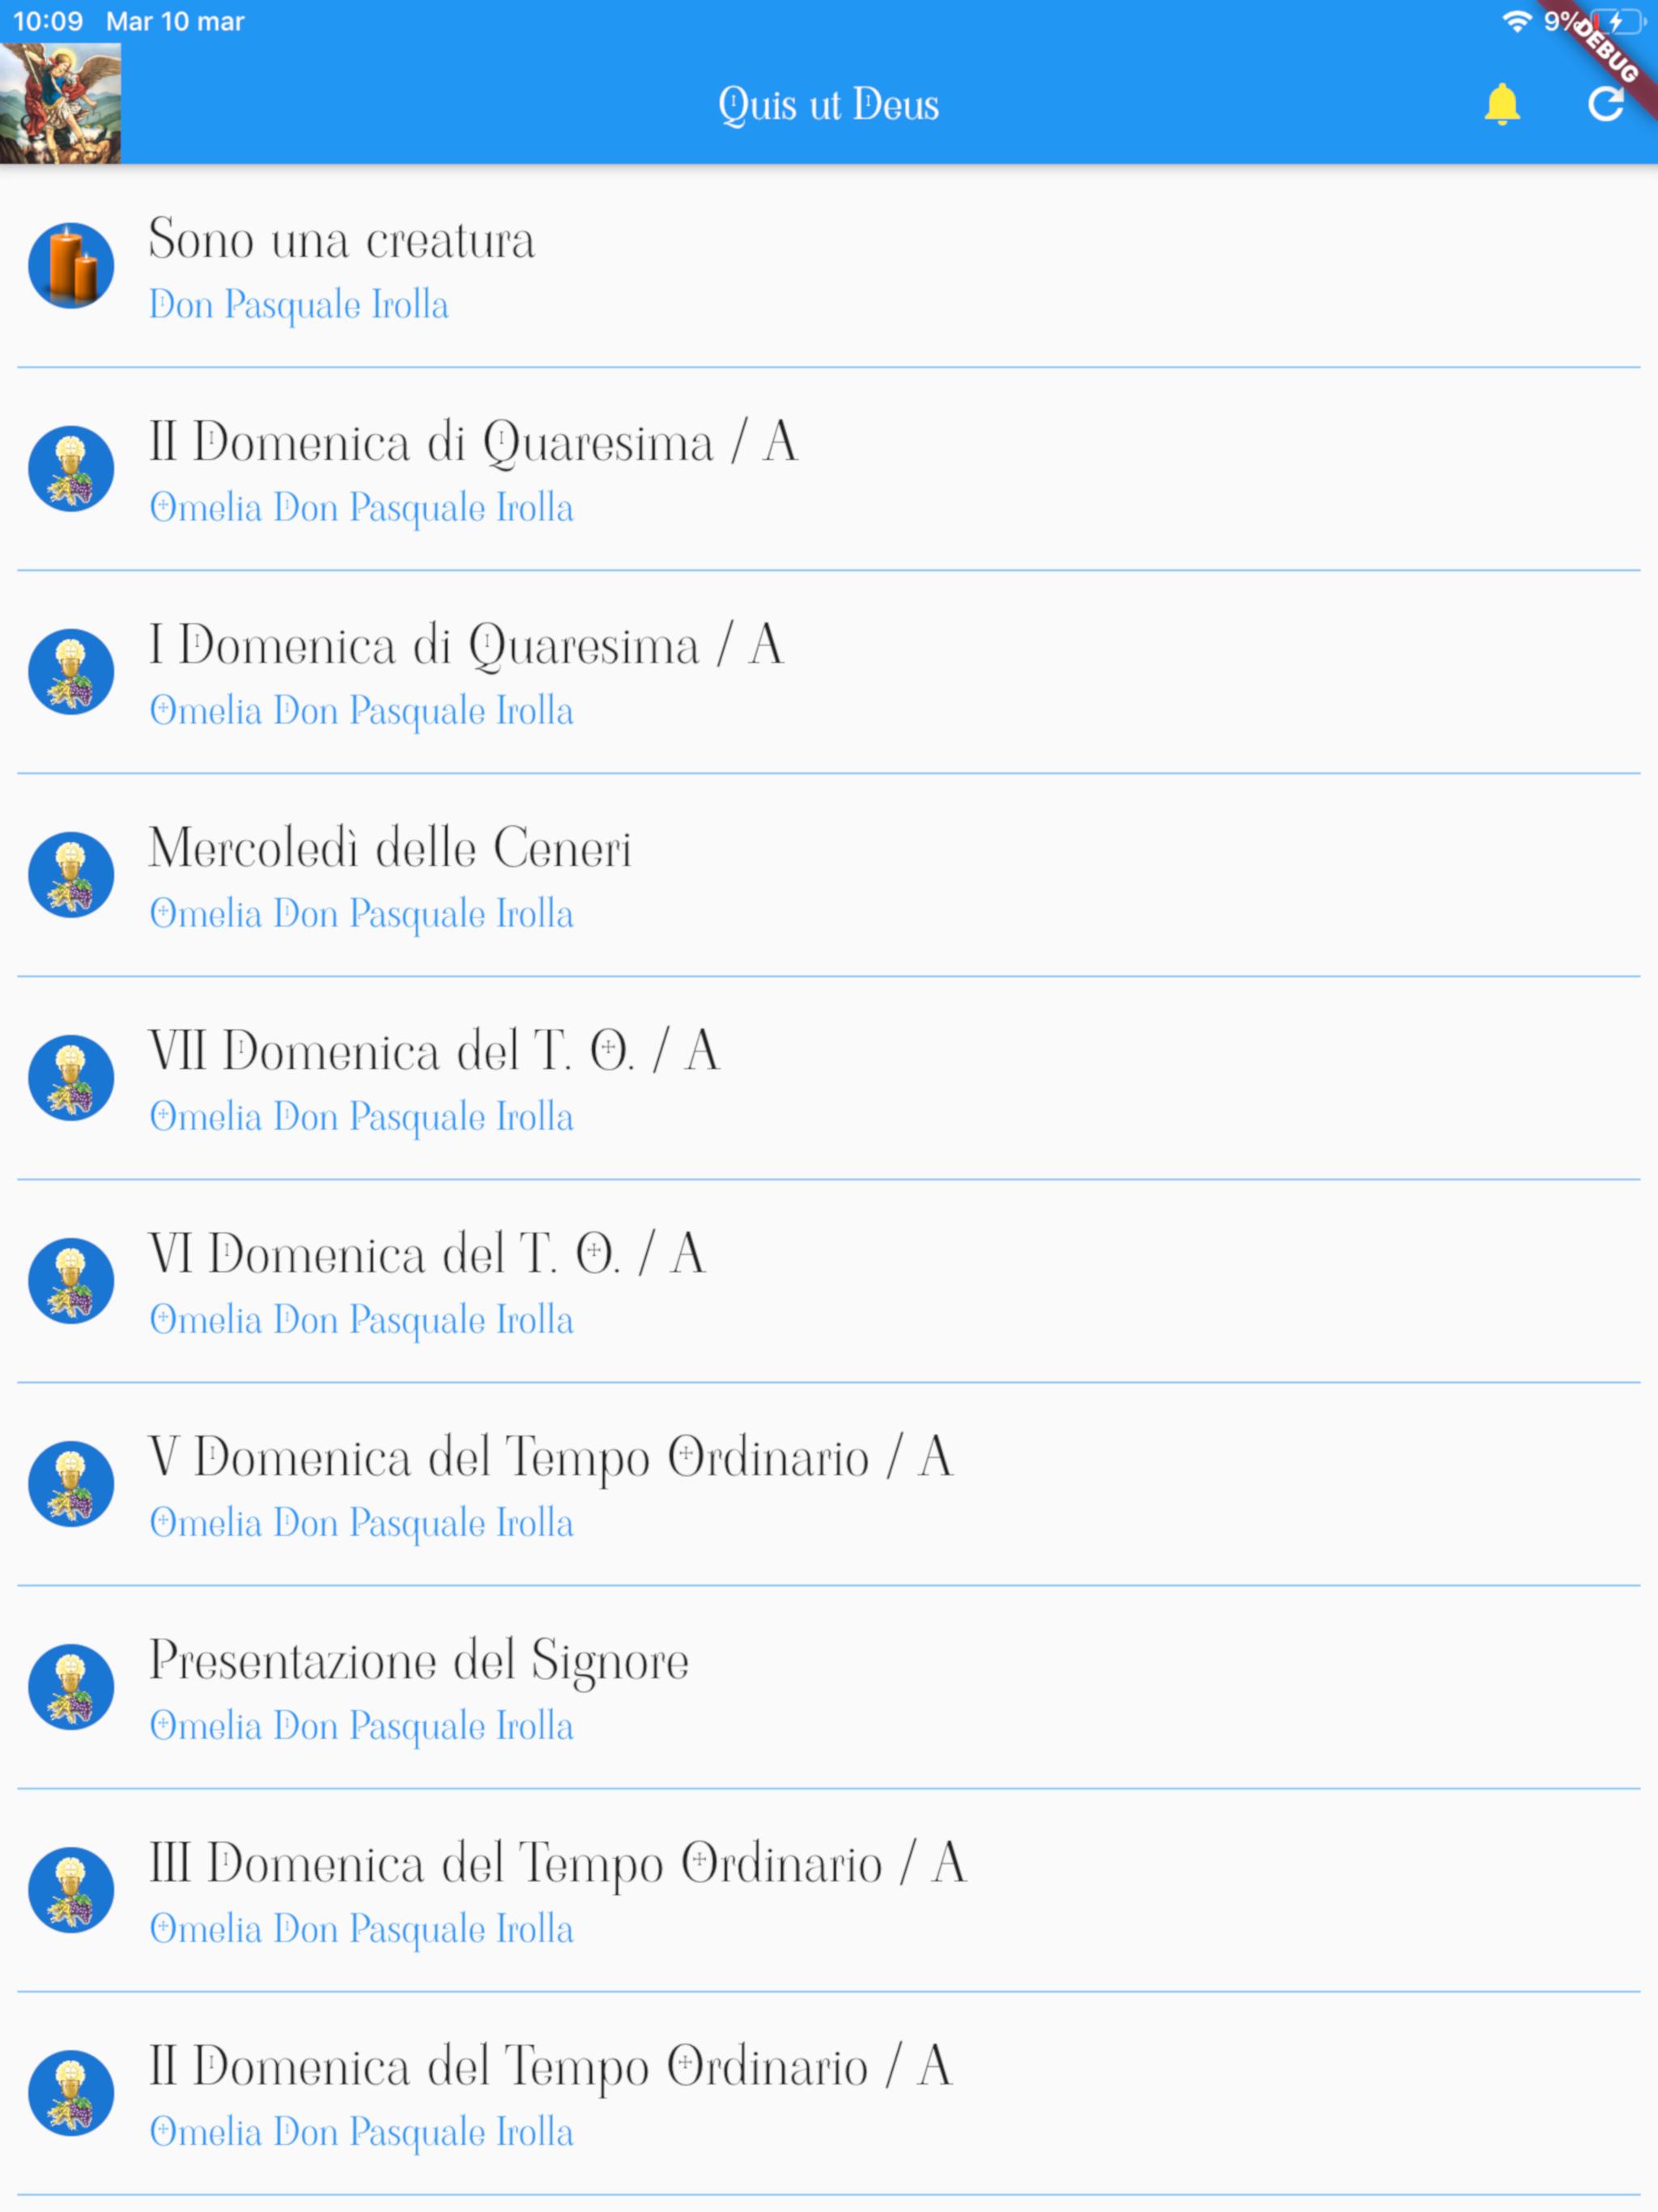 10:09 Mar 10 mar
9%
DEBUG
Quis ut Deus
Sono una creatura
Don Pasquale Irolla
II Domenica di Quaresima / A
Omelia Don Pasquale Irolla
I Domenica di Quaresima / A
Omelia Don Pasquale Irolla
Mercoledì delle Ceneri
Omelia Don Pasquale Irolla
VII Domenica del T. O. / A
Omelia Don Pasquale Irolla
VI Domenica del T. O. / A
Omelia Don Pasquale Irolla
V Domenica del Tempo Ordinario / A
Omelia Don Pasquale Irolla
Presentazione del Signore
Omelia Don Pasquale Irolla
III Domenica del Tempo Ordinario / A
Omelia Don Pasquale Irolla
II Domenica del Tempo Ordinario / A
Omelia Don Pasquale Irolla